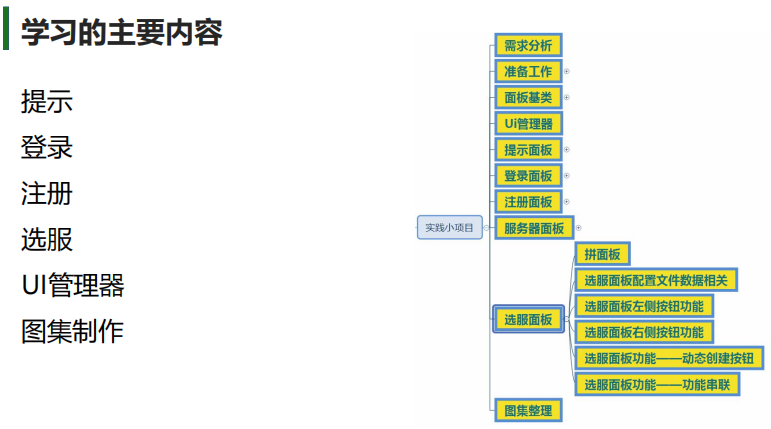 学习的主要内容
提示
登录
注册
选服
UI管理器
图集制作
实践小项目
需求分析
准备工作
面板基类
Ui管理器
提示面板
登录面板
注册面板
服务器面板
选服面板
拼面板
选服面板配置文件数据相关
选服面板左侧按钮功能
选服面板右侧按钮功能
选服面板功能——动态创建按钮
选服面板功能——功能串联
图集整理